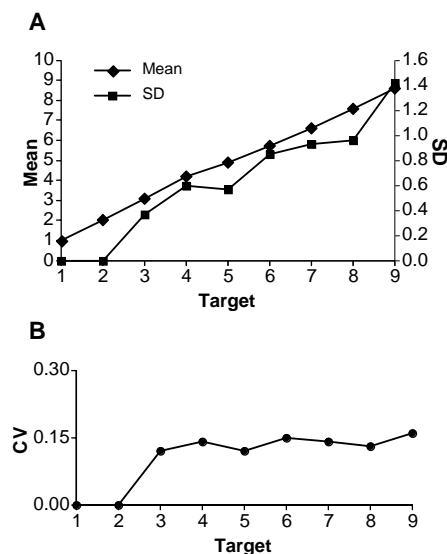 A
10 1.6
9
8 1.4
7 1.2
6 1.0
5 0.8
4 0.6
3
2 0.4
1 0.2
0 0.0
Mean
SD
Mean
SD
1 2 3 4 5 6 7 8 9
Target
B
0.30
0.15
0.00
CV
1 2 3 4 5 6 7 8 9
Target